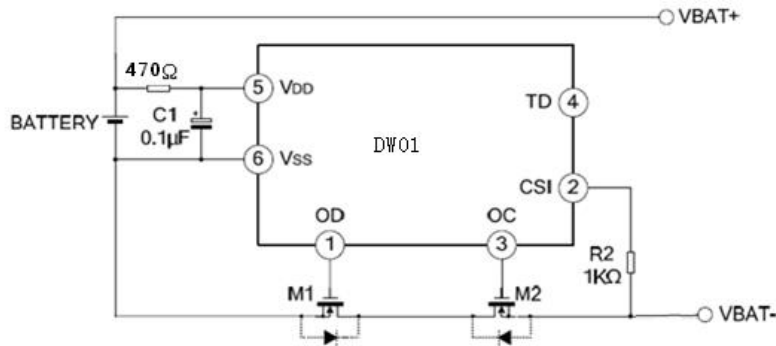 VBAT+
470Ω
5 VDD
TD 4
C1
BATTERY
0.1μF
DW01
6 VSS
CSI 2
OD
OC
1
3
R2
1KΩ
M1
M2
VBAT-